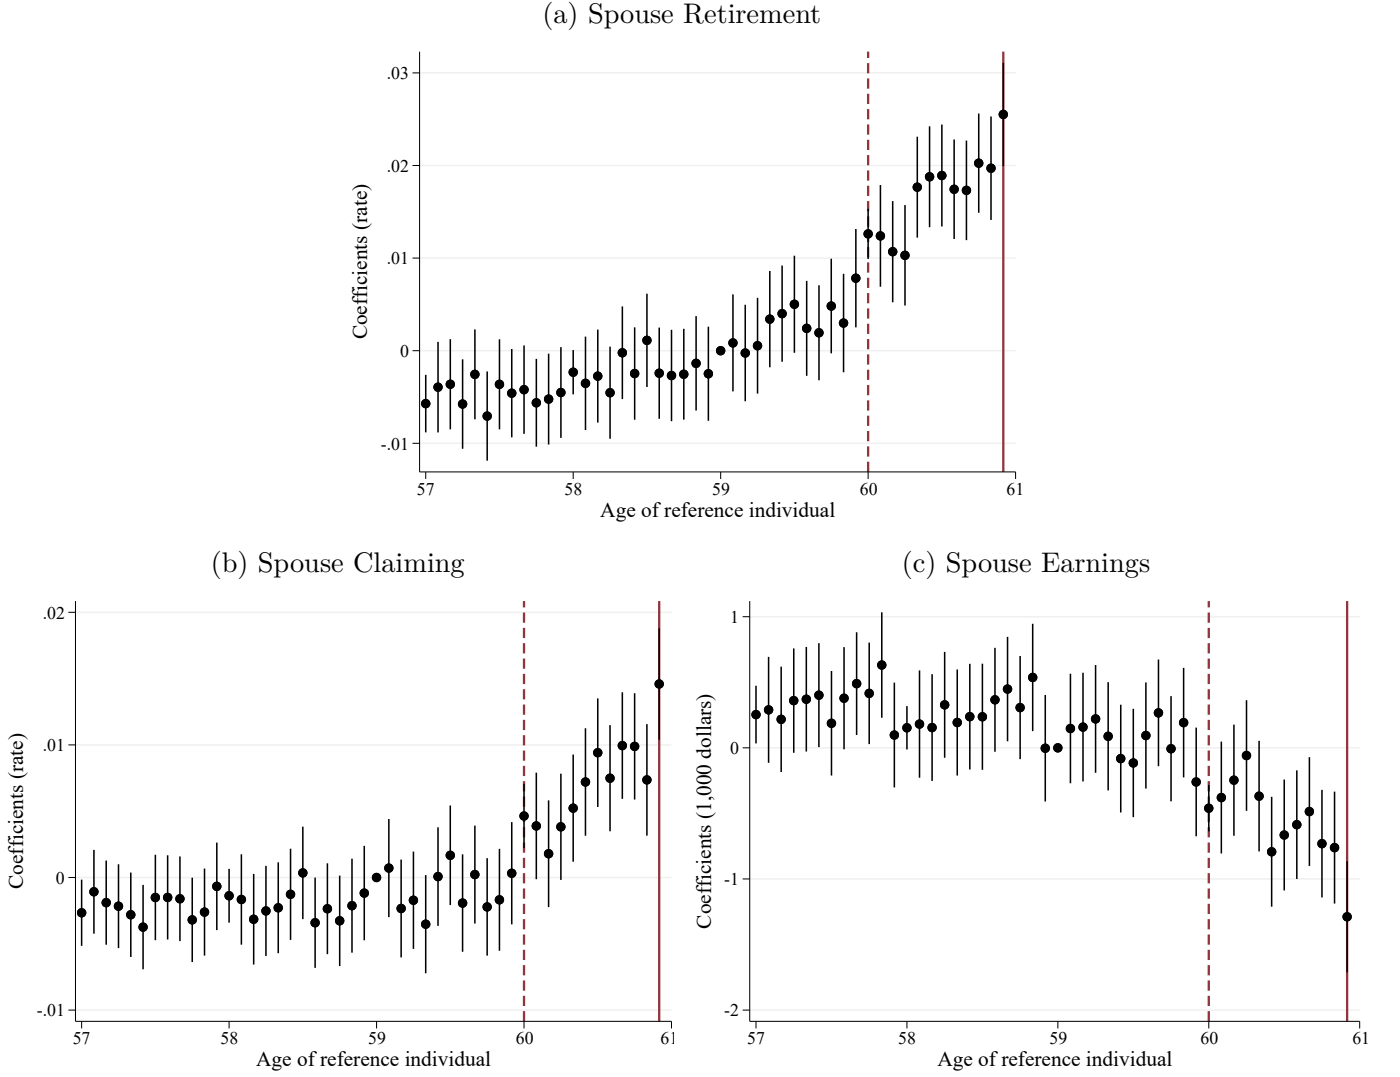 (a) Spouse Retirement
.03
.02
.01
0
-.01
Coefficients (rate)
57 58 59 60 61
Age of reference individual
(b) Spouse Claiming
.02
.01
0
-.01
Coefficients (rate)
57 58 59 60 61
Age of reference individual
(c) Spouse Earnings
1
0
-1
-2
Coefficients (1,000 dollars)
57 58 59 60 61
Age of reference individual